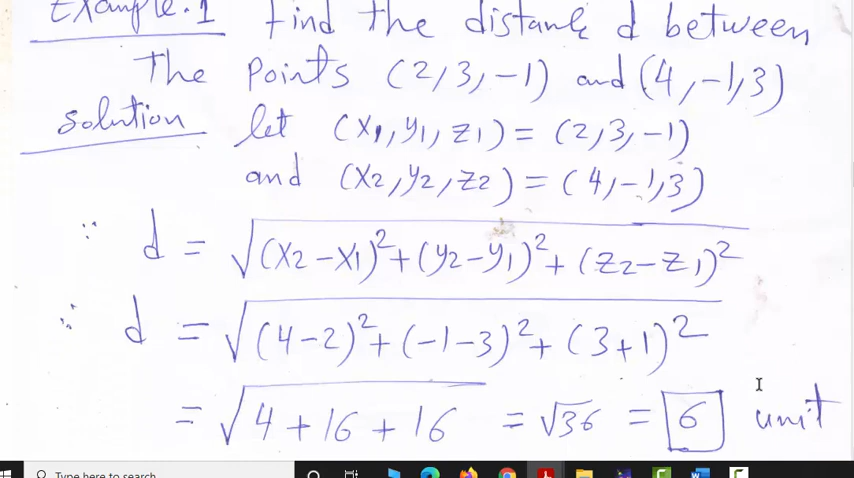 Example.1 Find the distance d between
The Points (2,3,-1) and (4,-1,3)
Solution let (x1,y1,z1) = (2,3,-1)
and (x2,y2,z2) = (4,-1,3)
∵ d = √(x2-x1)²+(y2-y1)²+(z2-z1)²
∴ d = √(4-2)²+(-1-3)²+(3+1)²
= √4+16+16 = √36 = 6 unit
Type here to search